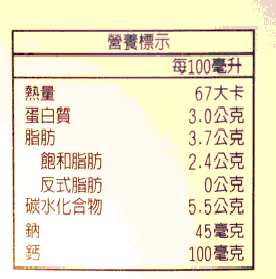 營養標示
每100毫升
熱量 67大卡
蛋白質 3.0公克
脂肪 3.7公克
飽和脂肪 2.4公克
反式脂肪 0公克
碳水化合物 5.5公克
鈉 45毫克
鈣 100毫克